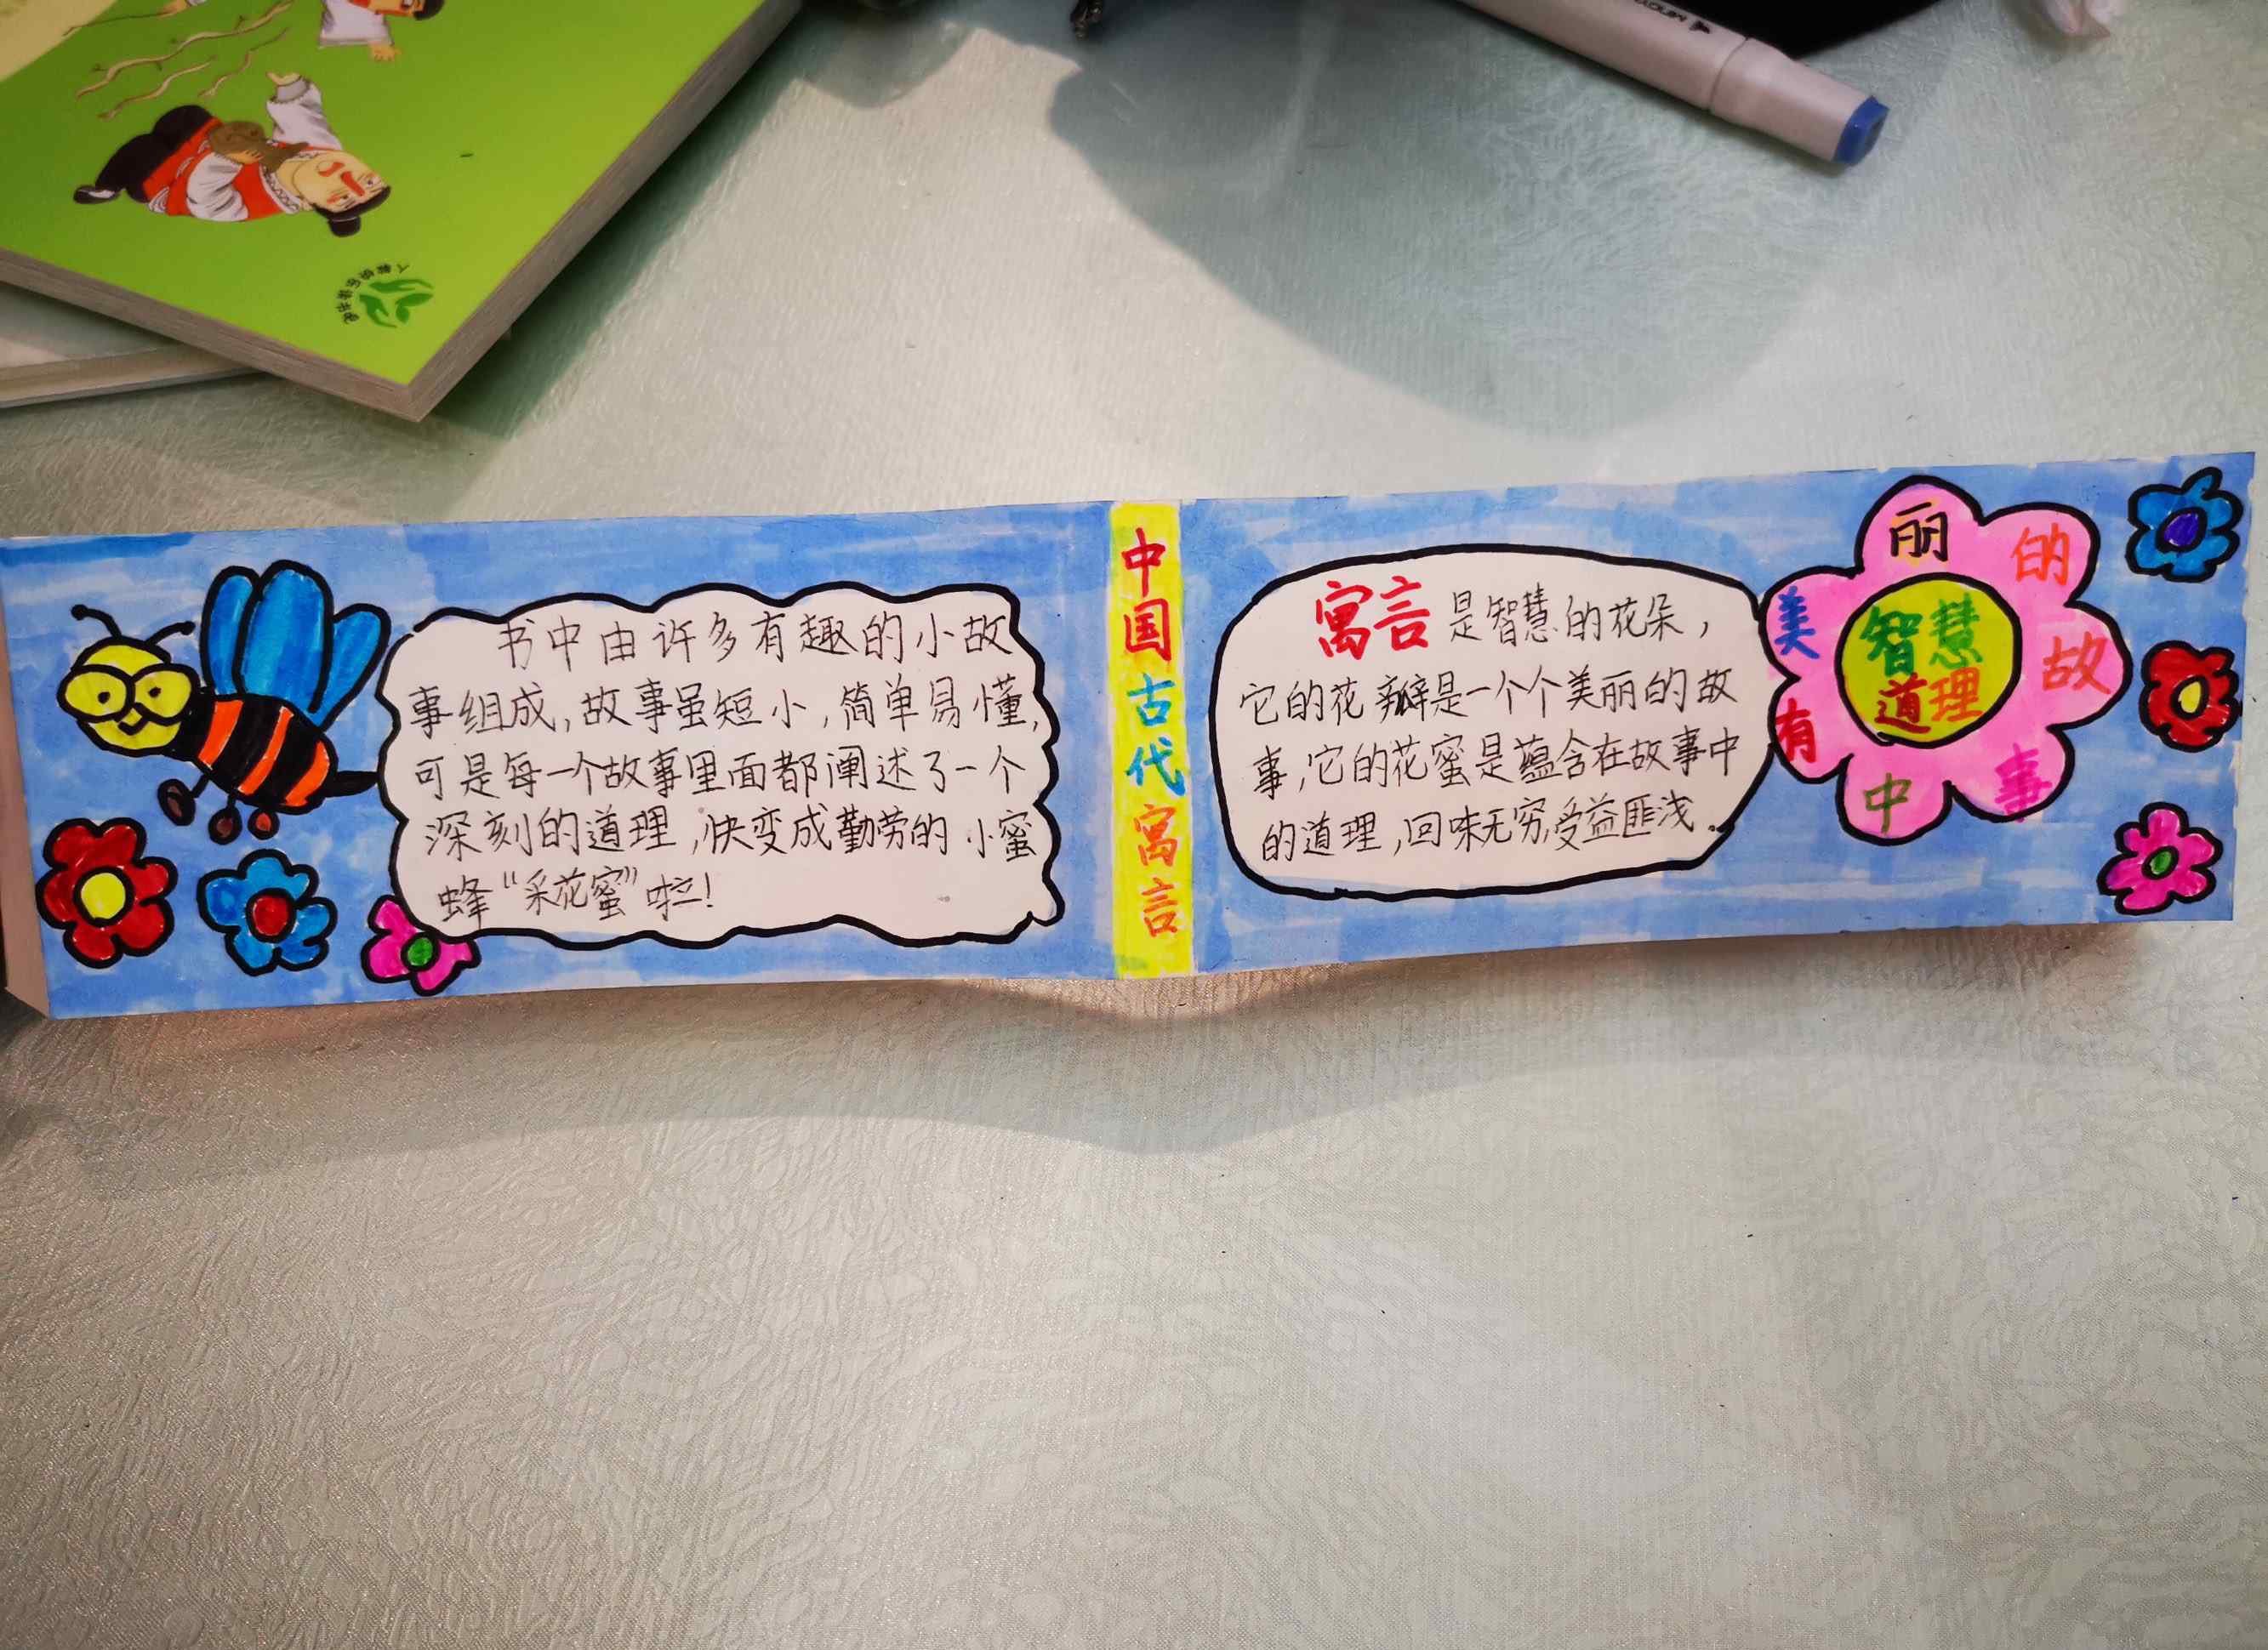 书中由许多有趣的小故
事组成,故事虽短小,简单易懂,
可是每一个故事里面都阐述了一个
深刻的道理,快变成勤劳的小蜜
蜂“采花蜜”啦!
中国古代寓言
寓言是智慧的花朵,
它的花瓣是一个个美丽的故
事,它的花蜜是蕴含在故事中
的道理,回味无穷,受益匪浅.
美丽的故事中有
智慧
道理